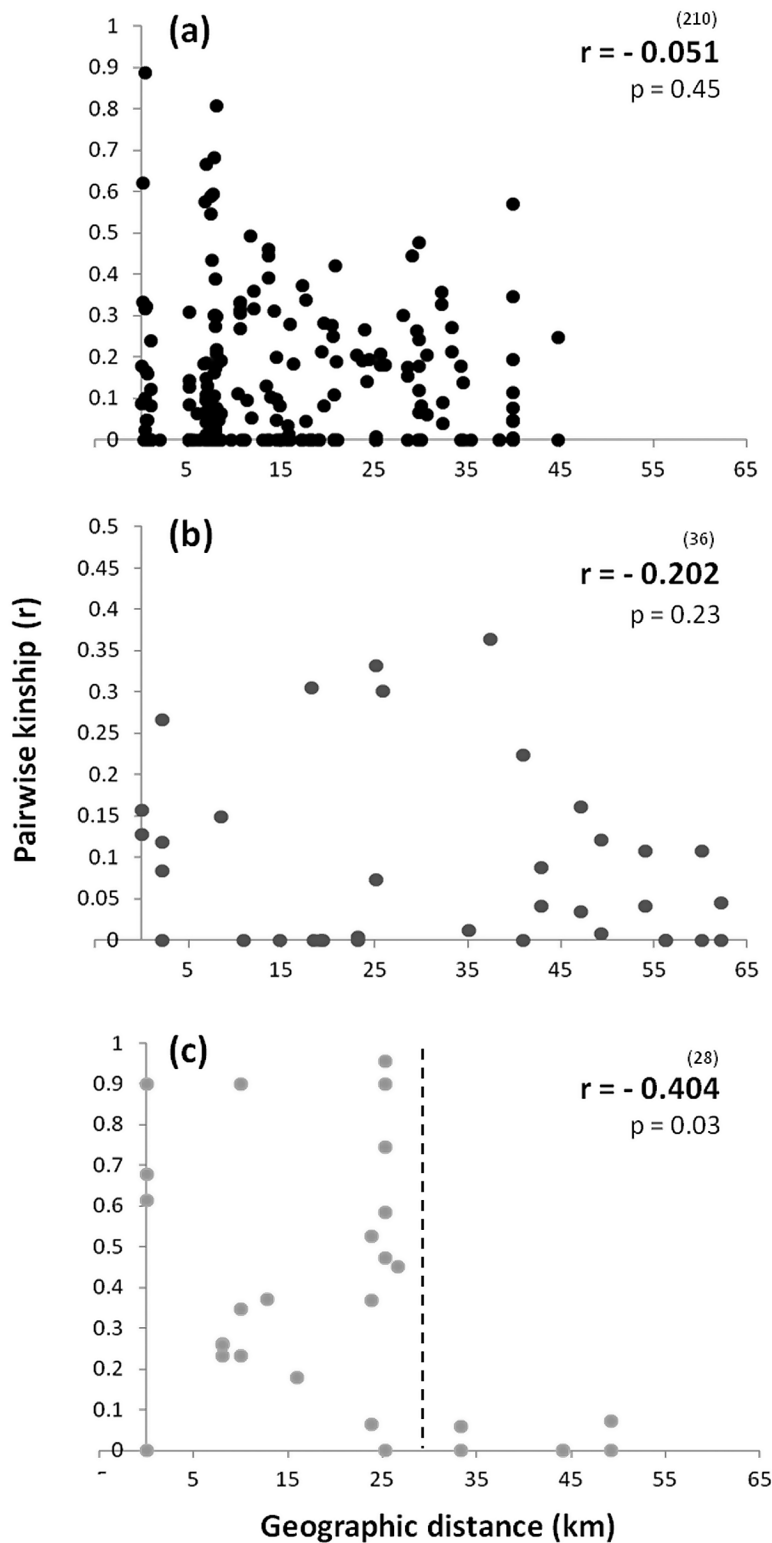 (a)
(210)
r = - 0.051
p = 0.45
1
0.9
0.8
0.7
0.6
0.5
0.4
0.3
0.2
0.1
0
5 15 25 35 45 55 65
(b)
(36)
r = - 0.202
p = 0.23
0.5
0.45
0.4
0.35
0.3
0.25
0.2
0.15
0.1
0.05
0
5 15 25 35 45 55 65
Pairwise kinship (r)
(c)
(28)
r = - 0.404
p = 0.03
1
0.9
0.8
0.7
0.6
0.5
0.4
0.3
0.2
0.1
0
5 15 25 35 45 55 65
Geographic distance (km)